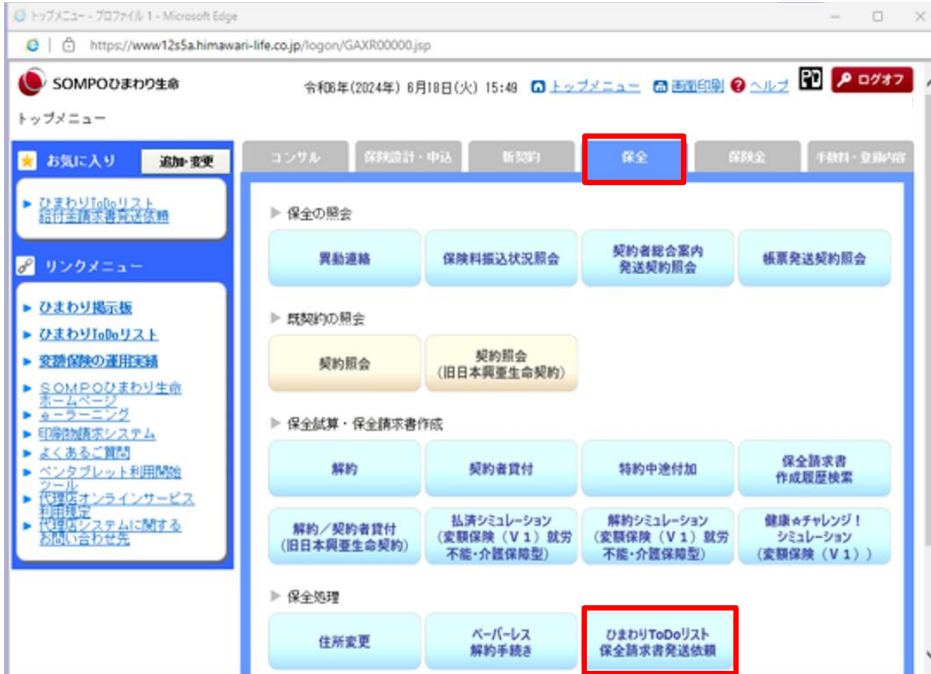 トップメニュー - プロファイル 1 - Microsoft Edge
https://www12s5a.himawari-life.co.jp/logon/GAXR00000.jsp
SOMPOひまわり生命
令和6年(2024年) 6月18日(火) 15:49 トップメニュー 画面印刷 ヘルプ ログオフ
トップメニュー
お気に入り 追加・変更
ひまわりToDoリスト
給付金請求書発送依頼
リンクメニュー
ひまわり掲示板
ひまわりToDoリスト
変額保険の運用実績
SOMPOひまわり生命
ホームページ
e-ラーニング
印刷物請求システム
よくあるご質問
ペンタブレット利用開始
ツール
代理店オンラインサービス
利用規定
代理店システムに関する
お問い合わせ先
コンサル 保険設計・申込 新契約 保全 保険金 手数料・登録内容
保全の照会
異動連絡 保険料振込状況照会 契約者総合案内 帳票発送契約照会
発送契約照会
既契約の照会
契約照会 契約照会
(旧日本興亜生命契約)
保全試算・保全請求書作成
解約 契約者貸付 特約中途付加 保全請求書
作成履歴検索
解約／契約者貸付
(旧日本興亜生命契約)
払済シミュレーション
(変額保険（V1）就労
不能・介護保障型)
解約シミュレーション
(変額保険（V1）就労
不能・介護保障型)
健康☆チャレンジ！
シミュレーション
(変額保険（V1）)
保全処理
住所変更
ペーパーレス
解約手続き
ひまわりToDoリスト
保全請求書発送依頼